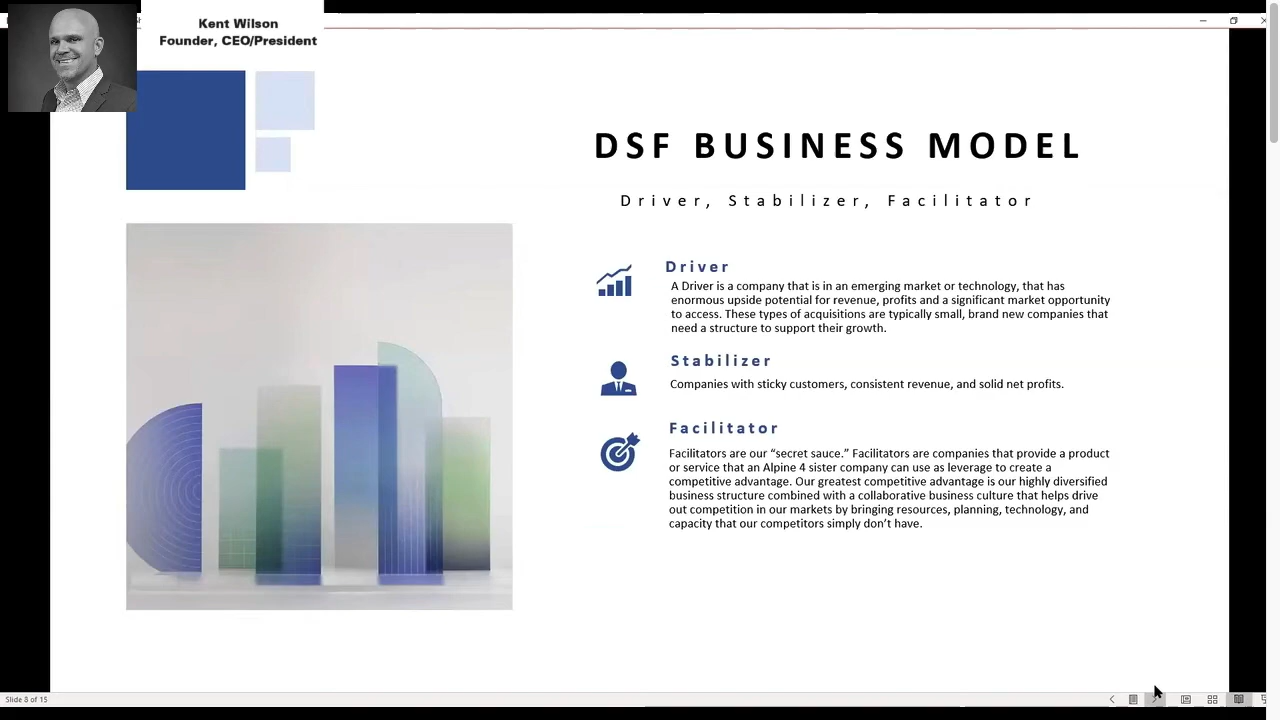 Kent Wilson
Founder, CEO/President
DSF BUSINESS MODEL
Driver, Stabilizer, Facilitator
Driver
A Driver is a company that is in an emerging market or technology, that has
enormous upside potential for revenue, profits and a significant market opportunity
to access. These types of acquisitions are typically small, brand new companies that
need a structure to support their growth.
Stabilizer
Companies with sticky customers, consistent revenue, and solid net profits.
Facilitator
Facilitators are our “secret sauce.” Facilitators are companies that provide a product
or service that an Alpine 4 sister company can use as leverage to create a
competitive advantage. Our greatest competitive advantage is our highly diversified
business structure combined with a collaborative business culture that helps drive
out competition in our markets by bringing resources, planning, technology, and
capacity that our competitors simply don’t have.
Slide 8 of 15